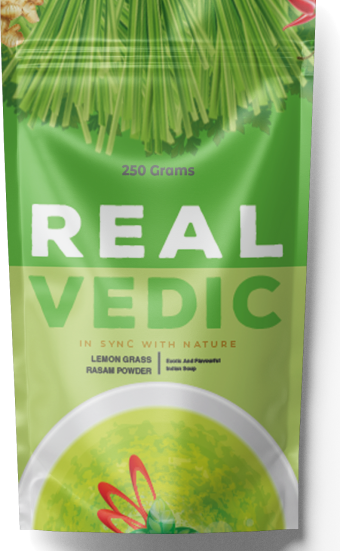 250 Grams
REAL
VEDIC
IN SYNC WITH NATURE
LEMON GRASS
RASAM POWDER
Exotic And Flavourful
Indian Soup